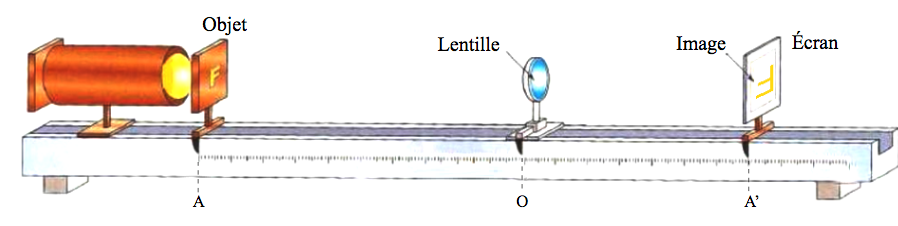 Objet
Lentille
Image
Écran
F
F
A
O
A’